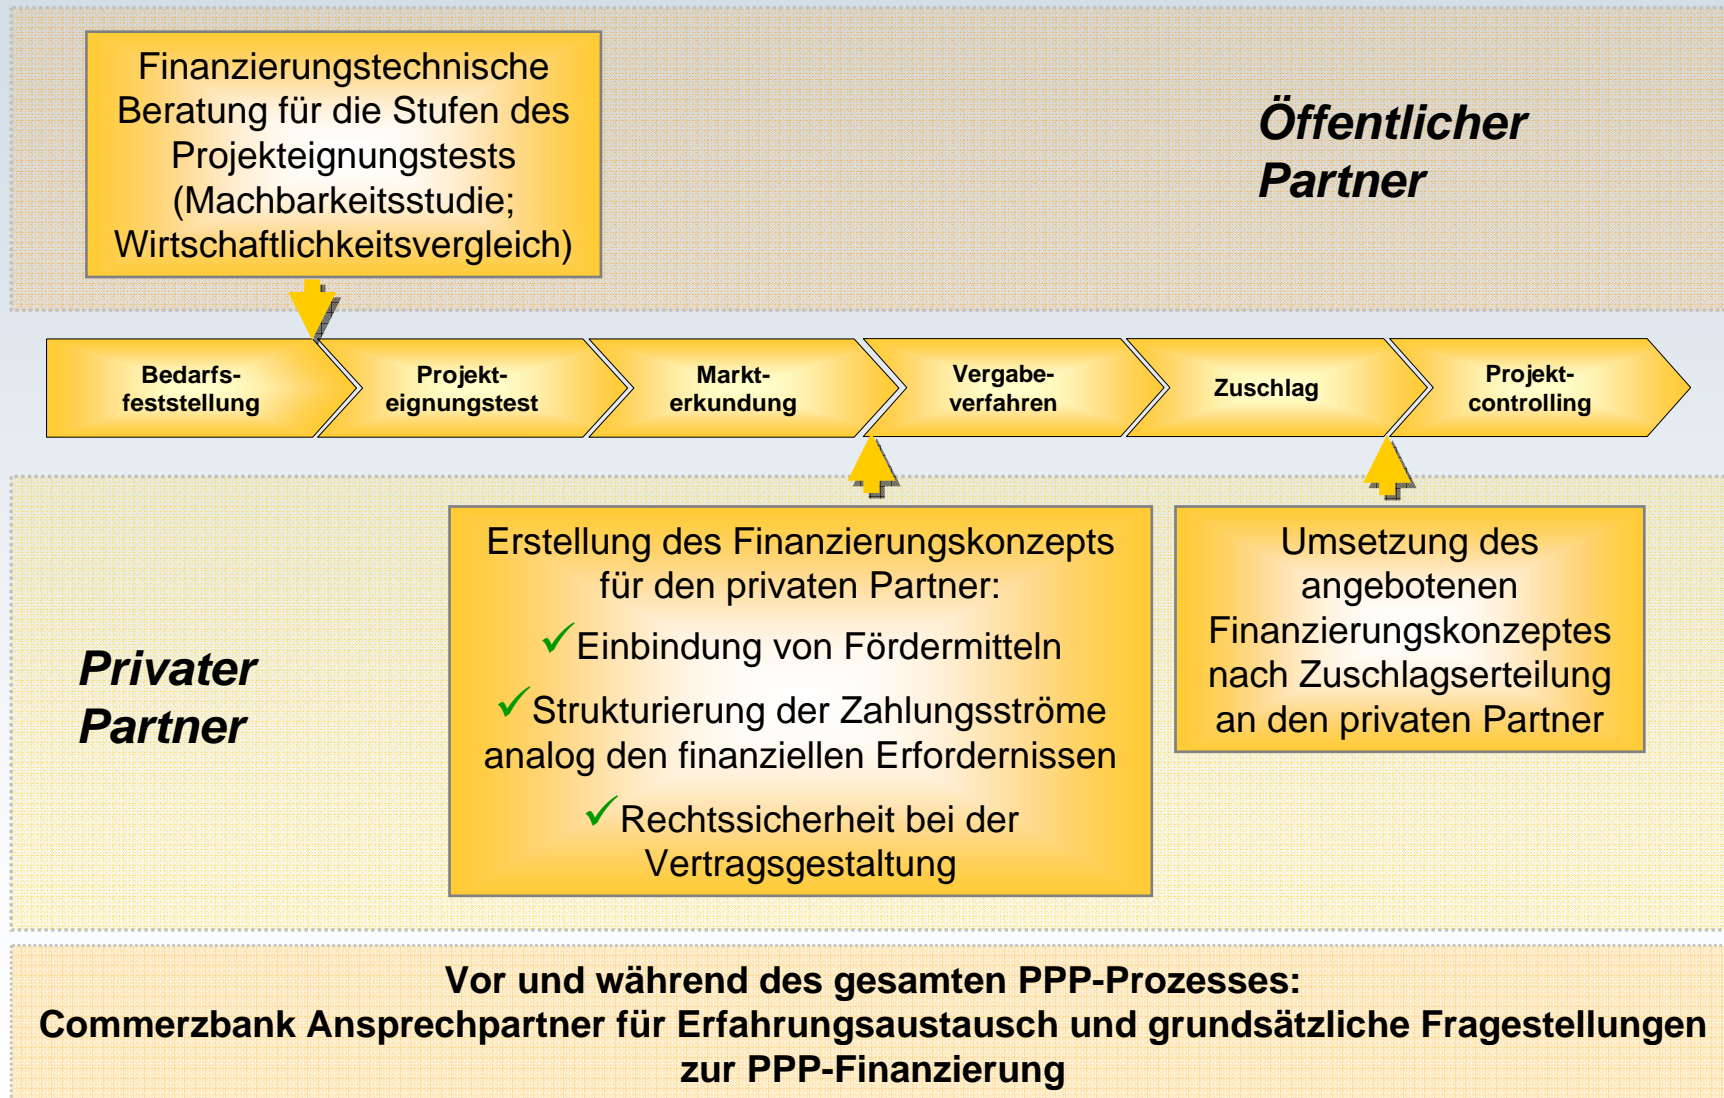 Finanzierungstechnische
Beratung für die Stufen des
Projekteignungstests
(Machbarkeitsstudie;
Wirtschaftlichkeitsvergleich)
Öffentlicher
Partner
Bedarfs-
feststellung
Projekt-
eignungstest
Markt-
erkundung
Vergabe-
verfahren
Zuschlag
Projekt-
controlling
Privater
Partner
Erstellung des Finanzierungskonzepts
für den privaten Partner:
✓Einbindung von Fördermitteln
✓Strukturierung der Zahlungsströme
analog den finanziellen Erfordernissen
✓Rechtssicherheit bei der
Vertragsgestaltung
Umsetzung des
angebotenen
Finanzierungskonzeptes
nach Zuschlagserteilung
an den privaten Partner
Vor und während des gesamten PPP-Prozesses:
Commerzbank Ansprechpartner für Erfahrungsaustausch und grundsätzliche Fragestellungen
zur PPP-Finanzierung